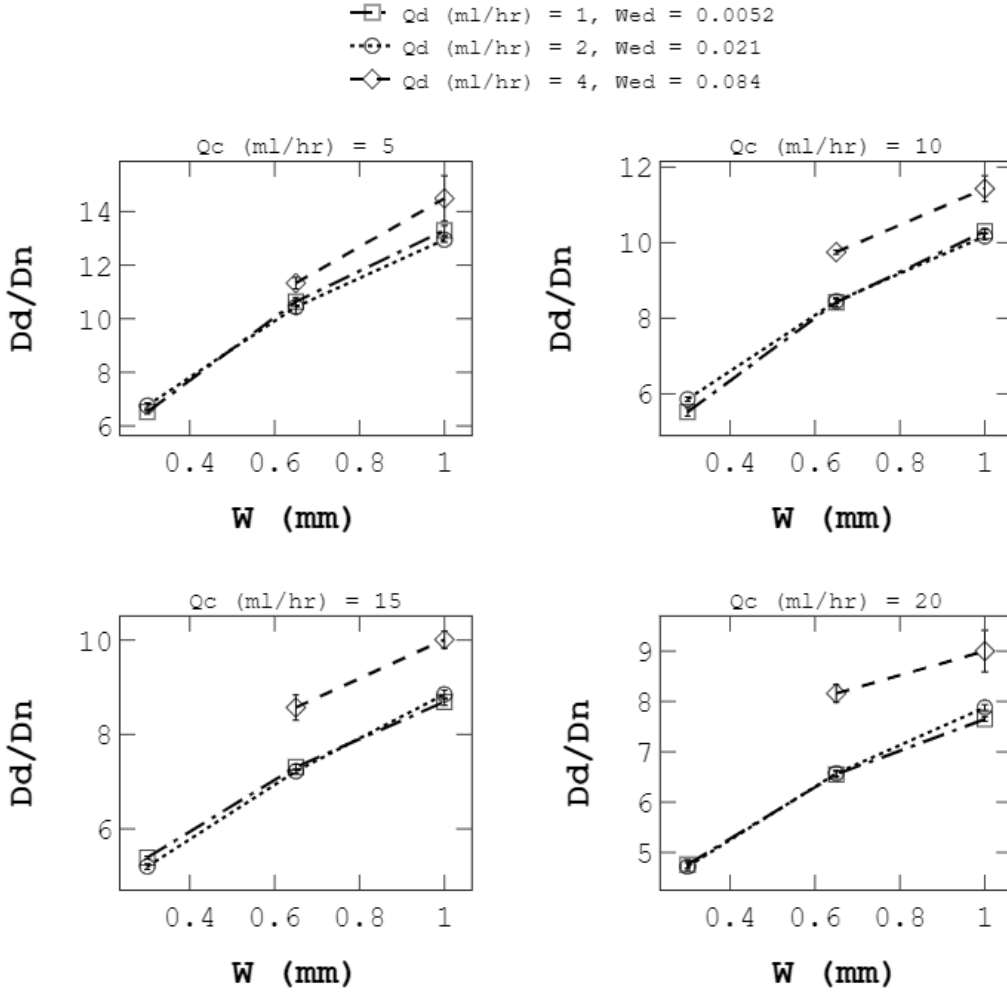 Qd (ml/hr) = 1, Wed = 0.0052
Qd (ml/hr) = 2, Wed = 0.021
Qd (ml/hr) = 4, Wed = 0.084
Qc (ml/hr) = 5
14
12
10
8
6
Dd/Dn
0.4 0.6 0.8 1
W (mm)
Qc (ml/hr) = 10
12
10
8
6
Dd/Dn
0.4 0.6 0.8 1
W (mm)
Qc (ml/hr) = 15
10
8
6
Dd/Dn
0.4 0.6 0.8 1
W (mm)
Qc (ml/hr) = 20
9
8
7
6
5
Dd/Dn
0.4 0.6 0.8 1
W (mm)